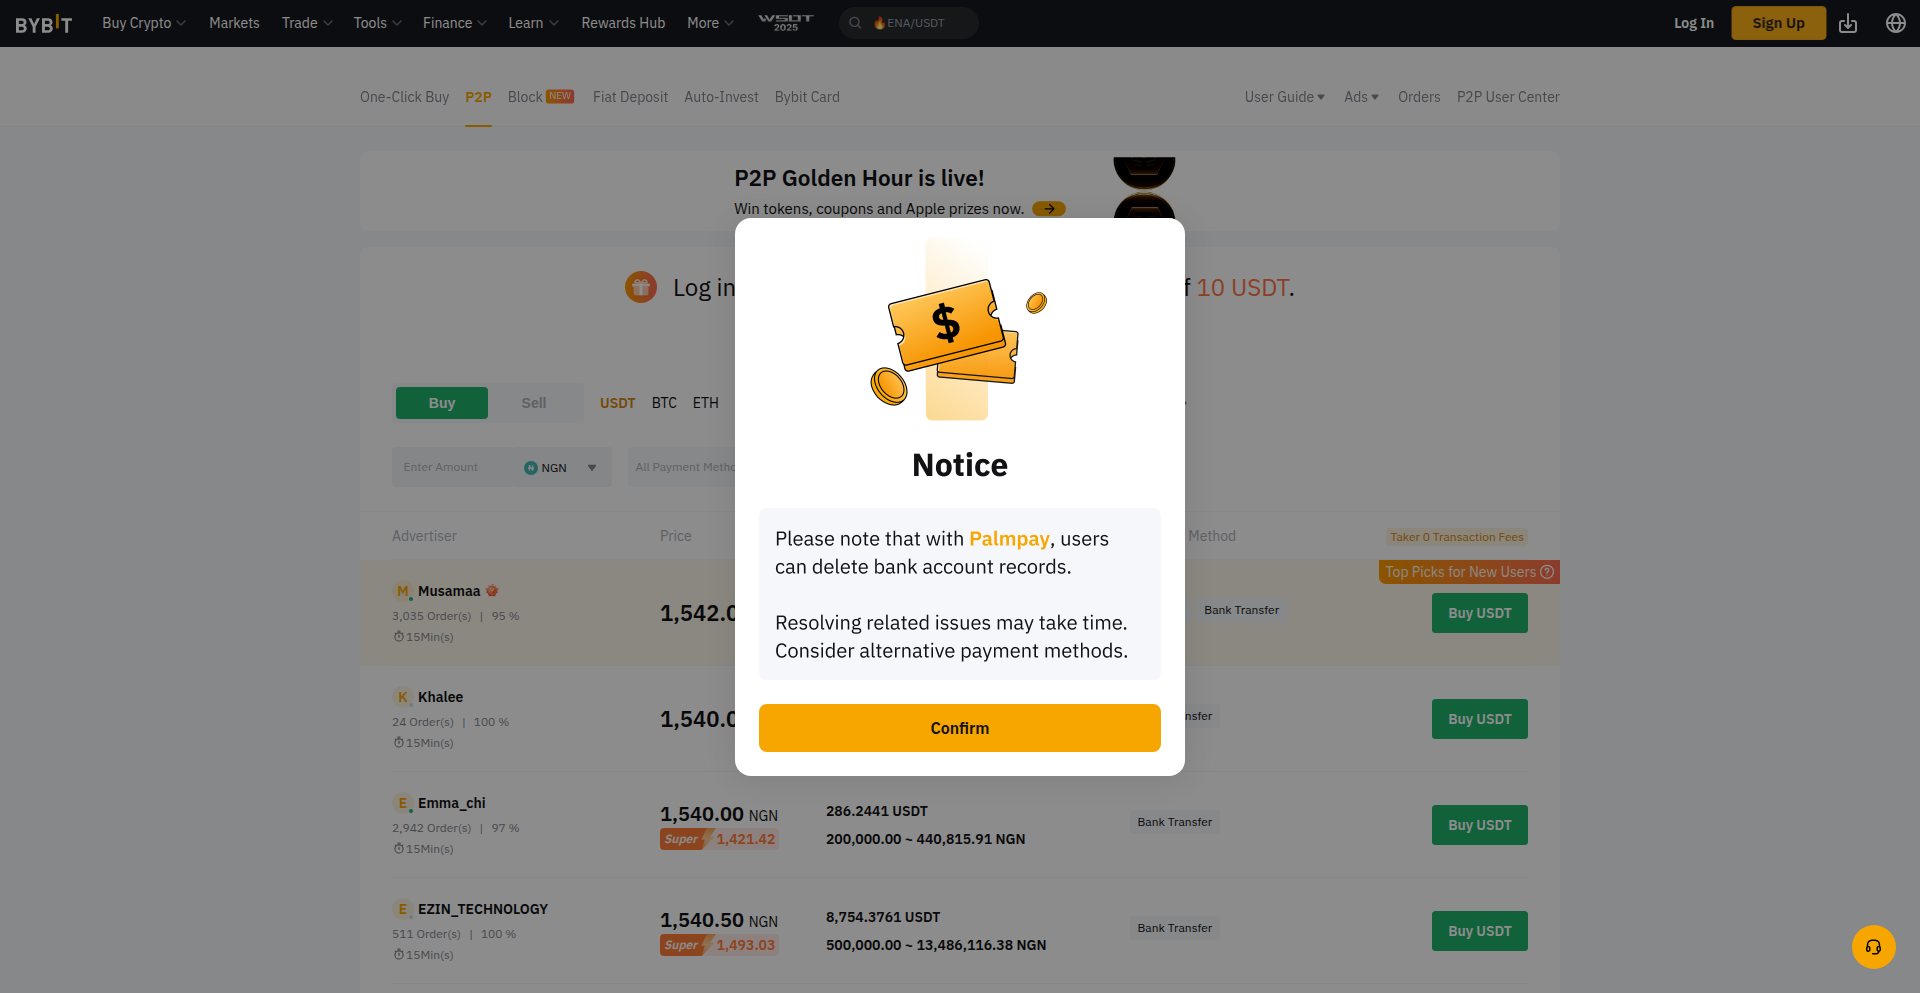 BYBIT
Buy Crypto
Markets
Trade
Tools
Finance
Learn
Rewards Hub
More
WSOT 2025
ENA/USDT
Log In
Sign Up
One-Click Buy
P2P
Block NEW
Fiat Deposit
Auto-Invest
Bybit Card
User Guide
Ads
Orders
P2P User Center
P2P Golden Hour is live!
Win tokens, coupons and Apple prizes now.
Log in
10 USDT.
Buy
Sell
USDT
BTC
ETH
Enter Amount
NGN
All Payment
Advertiser
Price
Method
Taker 0 Transaction Fees
Top Picks for New Users
M Musamaa
3,035 Order(s) | 95 %
15Min(s)
1,542.0
Bank Transfer
Buy USDT
K Khalee
24 Order(s) | 100 %
15Min(s)
1,540.0
nsfer
Buy USDT
E Emma_chi
2,942 Order(s) | 97 %
15Min(s)
1,540.00 NGN
Super 1,421.42
286.2441 USDT
200,000.00 ~ 440,815.91 NGN
Bank Transfer
Buy USDT
E EZIN_TECHNOLOGY
511 Order(s) | 100 %
15Min(s)
1,540.50 NGN
Super 1,493.03
8,754.3761 USDT
500,000.00 ~ 13,486,116.38 NGN
Bank Transfer
Buy USDT
$
Notice
Please note that with Palmpay, users
can delete bank account records.
Resolving related issues may take time.
Consider alternative payment methods.
Confirm